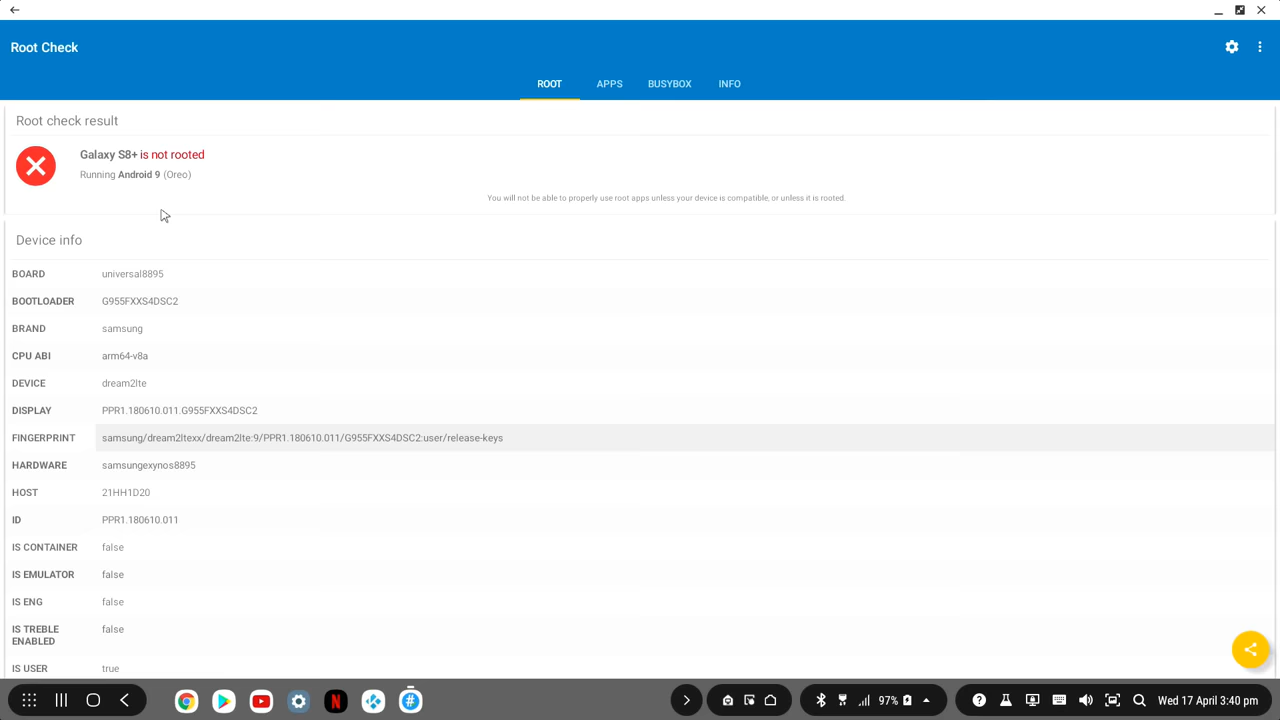 Root Check
ROOT APPS BUSYBOX INFO
Root check result
Galaxy S8+ is not rooted
Running Android 9 (Oreo)
You will not be able to properly use root apps unless your device is compatible, or unless it is rooted.
Device info
BOARD universal8895
BOOTLOADER G955FXXS4DSC2
BRAND samsung
CPU ABI arm64-v8a
DEVICE dream2lte
DISPLAY PPR1.180610.011.G955FXXS4DSC2
FINGERPRINT samsung/dream2ltexx/dream2lte:9/PPR1.180610.011/G955FXXS4DSC2:user/release-keys
HARDWARE samsungexynos8895
HOST 21HH1D20
ID PPR1.180610.011
IS CONTAINER false
IS EMULATOR false
IS ENG false
IS TREBLE ENABLED false
IS USER true
97% Wed 17 April 3:40 pm